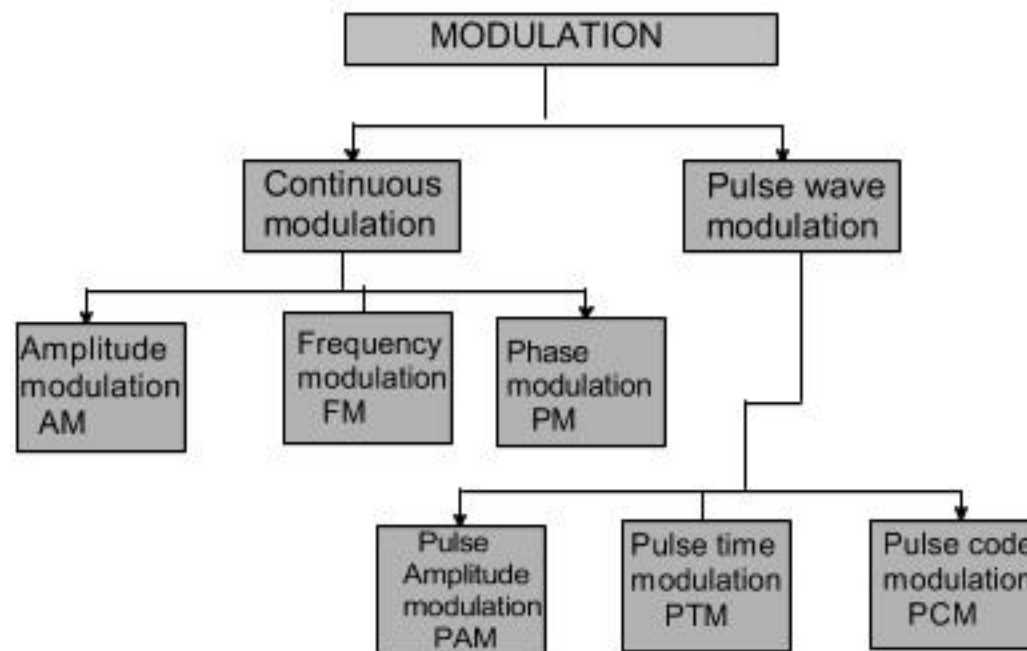 MODULATION
Continuous
modulation
Pulse wave
modulation
Amplitude
modulation
AM
Frequency
modulation
FM
Phase
modulation
PM
Pulse
Amplitude
modulation
PAM
Pulse time
modulation
PTM
Pulse code
modulation
PCM